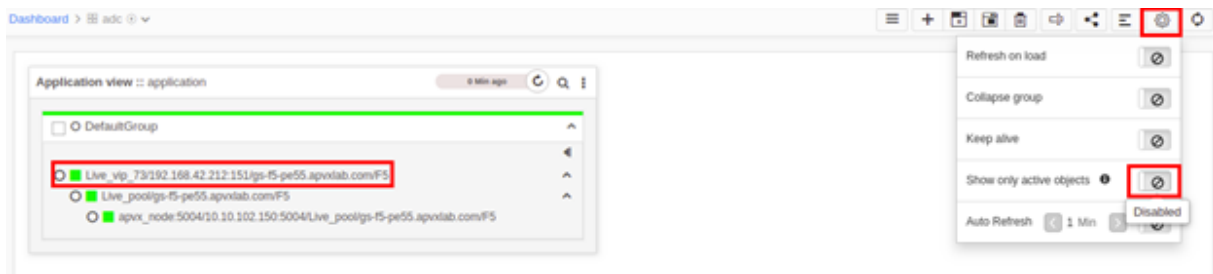 Dashboard > adc
Application view :: application
0 Min ago
DefaultGroup
Live_vip_73/192.168.42.212:151/gs-f5-pe55.apvxlab.com/F5
Live_pool/gs-f5-pe55.apvxlab.com/F5
apvx_node:5004/10.10.102.150:5004/Live_pool/gs-f5-pe55.apvxlab.com/F5
Refresh on load
Collapse group
Keep alive
Show only active objects
Disabled
Auto Refresh 1 Min